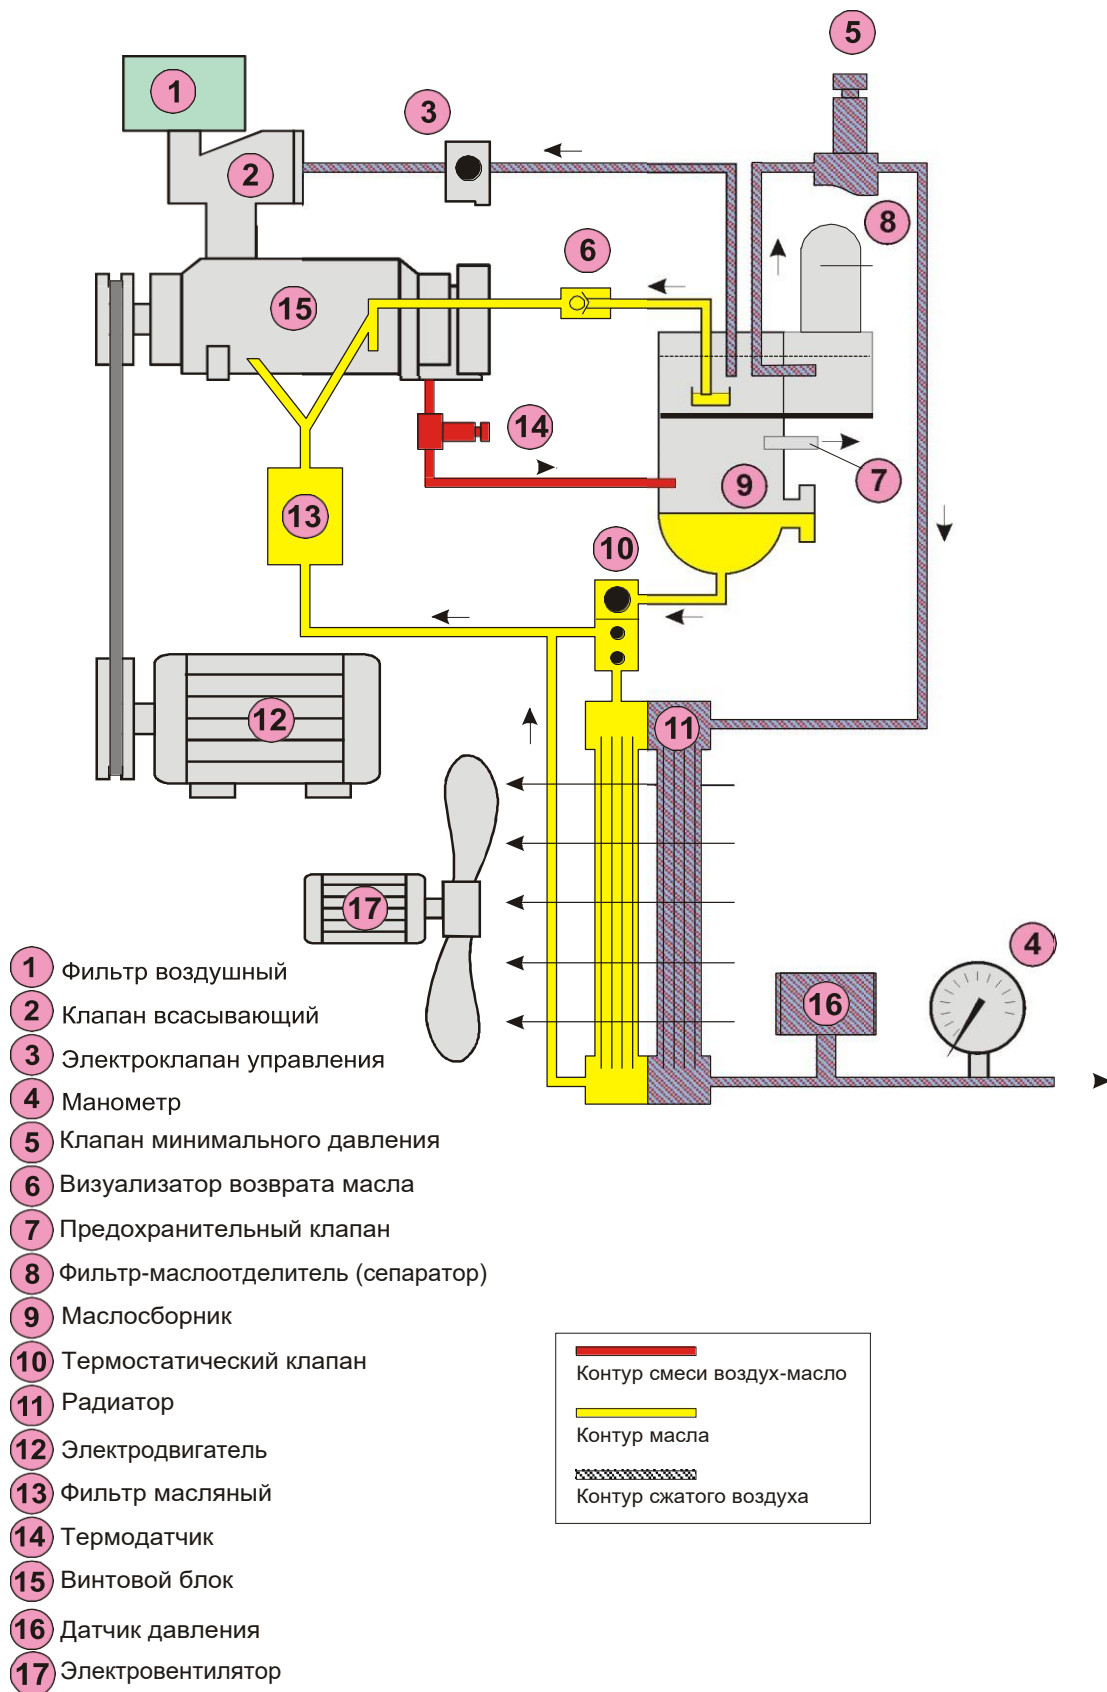 5
1
3
2
8
6
15
14
7
9
13
10
12
11
17
4
16
1 Фильтр воздушный
2 Клапан всасывающий
3 Электроклапан управления
4 Манометр
5 Клапан минимального давления
6 Визуализатор возврата масла
7 Предохранительный клапан
8 Фильтр-маслоотделитель (сепаратор)
9 Маслосборник
10 Термостатический клапан
11 Радиатор
12 Электродвигатель
13 Фильтр масляный
14 Термодатчик
15 Винтовой блок
16 Датчик давления
17 Электровентилятор
Контур смеси воздух-масло
Контур масла
Контур сжатого воздуха